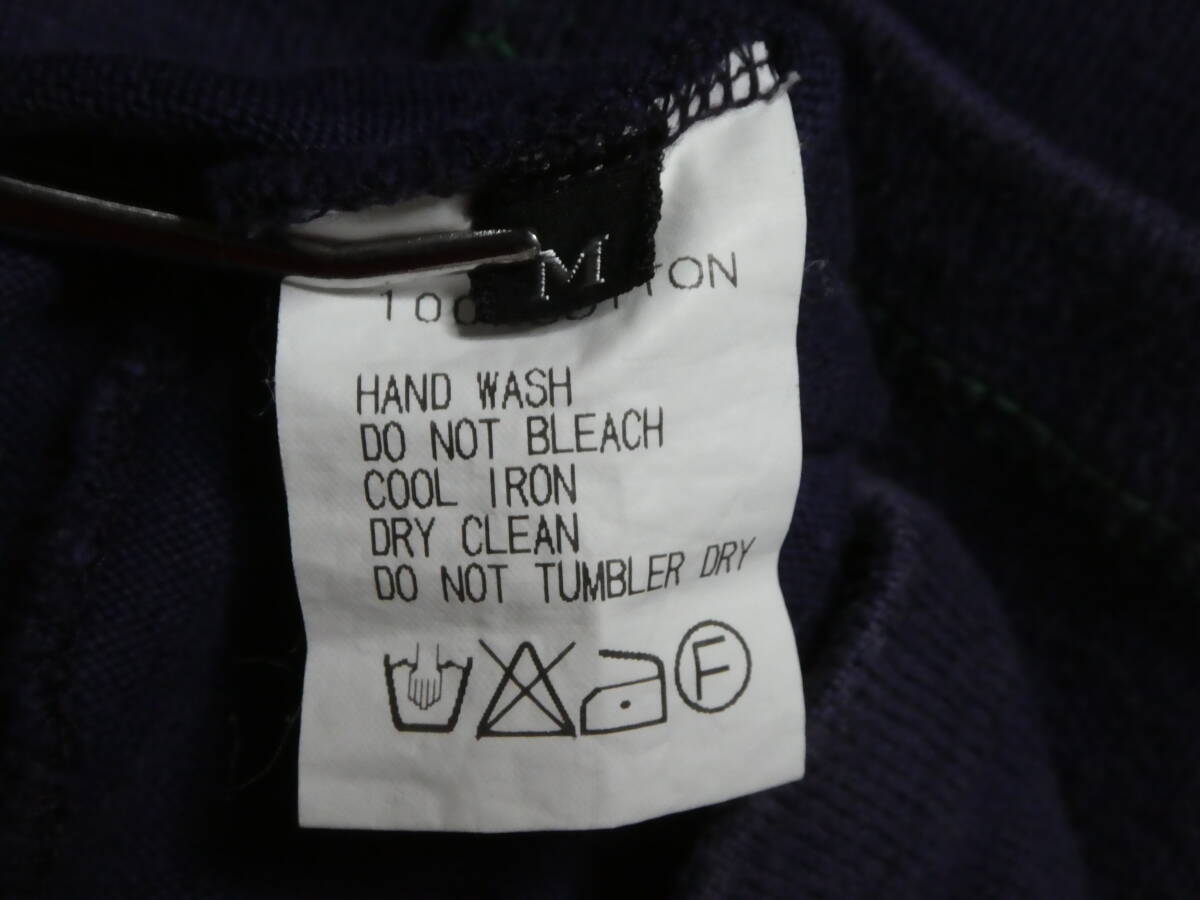 M
100% COTTON
HAND WASH
DO NOT BLEACH
COOL IRON
DRY CLEAN
DO NOT TUMBLER DRY
F